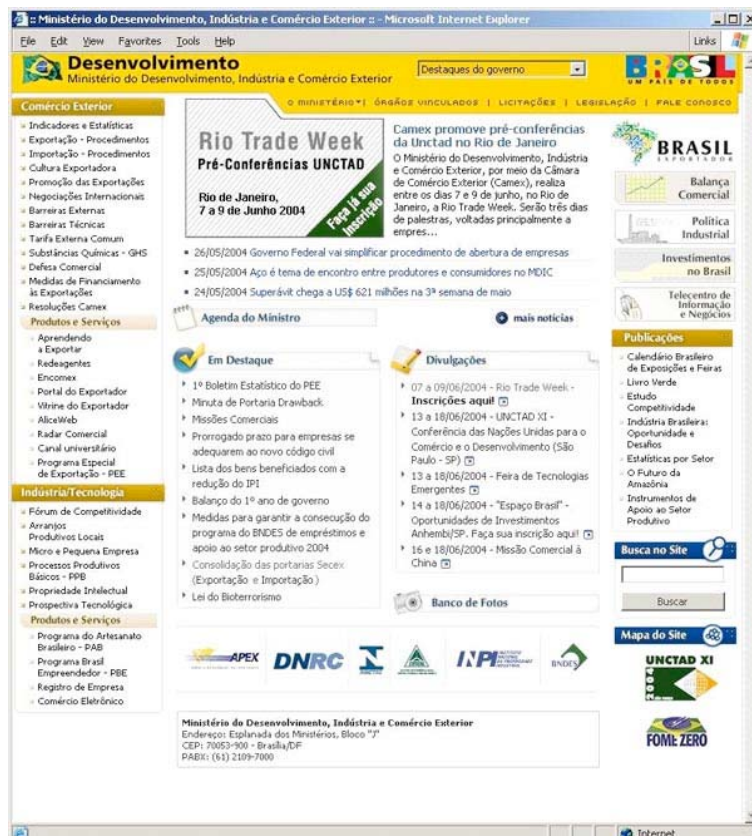 :: Ministério do Desenvolvimento, Indústria e Comércio Exterior :: - Microsoft Internet Explorer
File Edit View Favorites Tools Help
Links
Desenvolvimento
Ministério do Desenvolvimento, Indústria e Comércio Exterior
Destaques do governo
BRASIL
UM PAÍS DE TODOS
O MINISTÉRIO | ÓRGÃOS VINCULADOS | LICITAÇÕES | LEGISLAÇÃO | FALE CONOSCO
Comércio Exterior
Indicadores e Estatísticas
Exportação - Procedimentos
Importação - Procedimentos
Cultura Exportadora
Promoção das Exportações
Negociações Internacionais
Barreiras Externas
Barreiras Técnicas
Tarifa Externa Comum
Substâncias Químicas - GHS
Defesa Comercial
Medidas de Financiamento
às Exportações
Resoluções Camex
Produtos e Serviços
Aprendendo
a Exportar
Redeagentes
Encomex
Portal do Exportador
Vitrine do Exportador
AliceWeb
Radar Comercial
Canal universitário
Programa Especial
de Exportação - PEE
Indústria/Tecnologia
Fórum de Competitividade
Arranjos
Produtivos Locais
Micro e Pequena Empresa
Processos Produtivos
Básicos - PPB
Propriedade Intelectual
Prospectiva Tecnológica
Produtos e Serviços
Programa do Artesanato
Brasileiro - PAB
Programa Brasil
Empreendedor - PBE
Registro de Empresa
Comércio Eletrônico
Rio Trade Week
Pré-Conferências UNCTAD
Rio de Janeiro,
7 a 9 de Junho 2004
Faça já sua
Inscrição
Camex promove pré-conferências
da Unctad no Rio de Janeiro
O Ministério do Desenvolvimento, Indústria
e Comércio Exterior, por meio da Câmara
de Comércio Exterior (Camex), realiza
entre os dias 7 e 9 de junho, no Rio de
Janeiro, a Rio Trade Week. Serão três dias
de palestras, voltadas principalmente a
empres...
26/05/2004 Governo Federal vai simplificar procedimento de abertura de empresas
25/05/2004 Aço é tema de encontro entre produtores e consumidores no MDIC
24/05/2004 Superávit chega a US$ 621 milhões na 3ª semana de maio
Agenda do Ministro
mais notícias
Em Destaque
1º Boletim Estatístico do PEE
Minuta de Portaria Drawback
Missões Comerciais
Prorrogado prazo para empresas se
adequarem ao novo código civil
Lista dos bens beneficiados com a
redução do IPI
Balanço do 1º ano de governo
Medidas para garantir a consecução do
programa do BNDES de empréstimos e
apoio ao setor produtivo 2004
Consolidação das portarias Secex
(Exportação e Importação )
Lei do Bioterrorismo
Divulgações
07 a 09/06/2004 - Rio Trade Week -
Inscrições aqui!
13 a 18/06/2004 - UNCTAD XI -
Conferência das Nações Unidas para o
Comércio e o Desenvolvimento (São
Paulo - SP)
13 a 18/06/2004 - Feira de Tecnologias
Emergentes
14 a 18/06/2004 - "Espaço Brasil" -
Oportunidades de Investimentos
Anhembi/SP. Faça sua inscrição aqui!
16 e 18/06/2004 - Missão Comercial à
China
Banco de Fotos
BRASIL
EXPORTADOR
Balança
Comercial
Política
Industrial
Investimentos
no Brasil
Telecentro de
Informação
e Negócios
Publicações
Calendário Brasileiro
de Exposições e Feiras
Livro Verde
Estudo
Competitividade
Indústria Brasileira:
Oportunidade e
Desafios
Estatísticas por Setor
O Futuro da
Amazônia
Instrumentos de
Apoio ao Setor
Produtivo
Busca no Site
Buscar
Mapa do Site
UNCTAD XI
FOME ZERO
APEX
DNRC
INPI
BNDES
Ministério do Desenvolvimento, Indústria e Comércio Exterior
Endereço: Esplanada dos Ministérios, Bloco "J"
CEP: 70053-900 - Brasília/DF
PABX: (61) 2109-7000
Internet